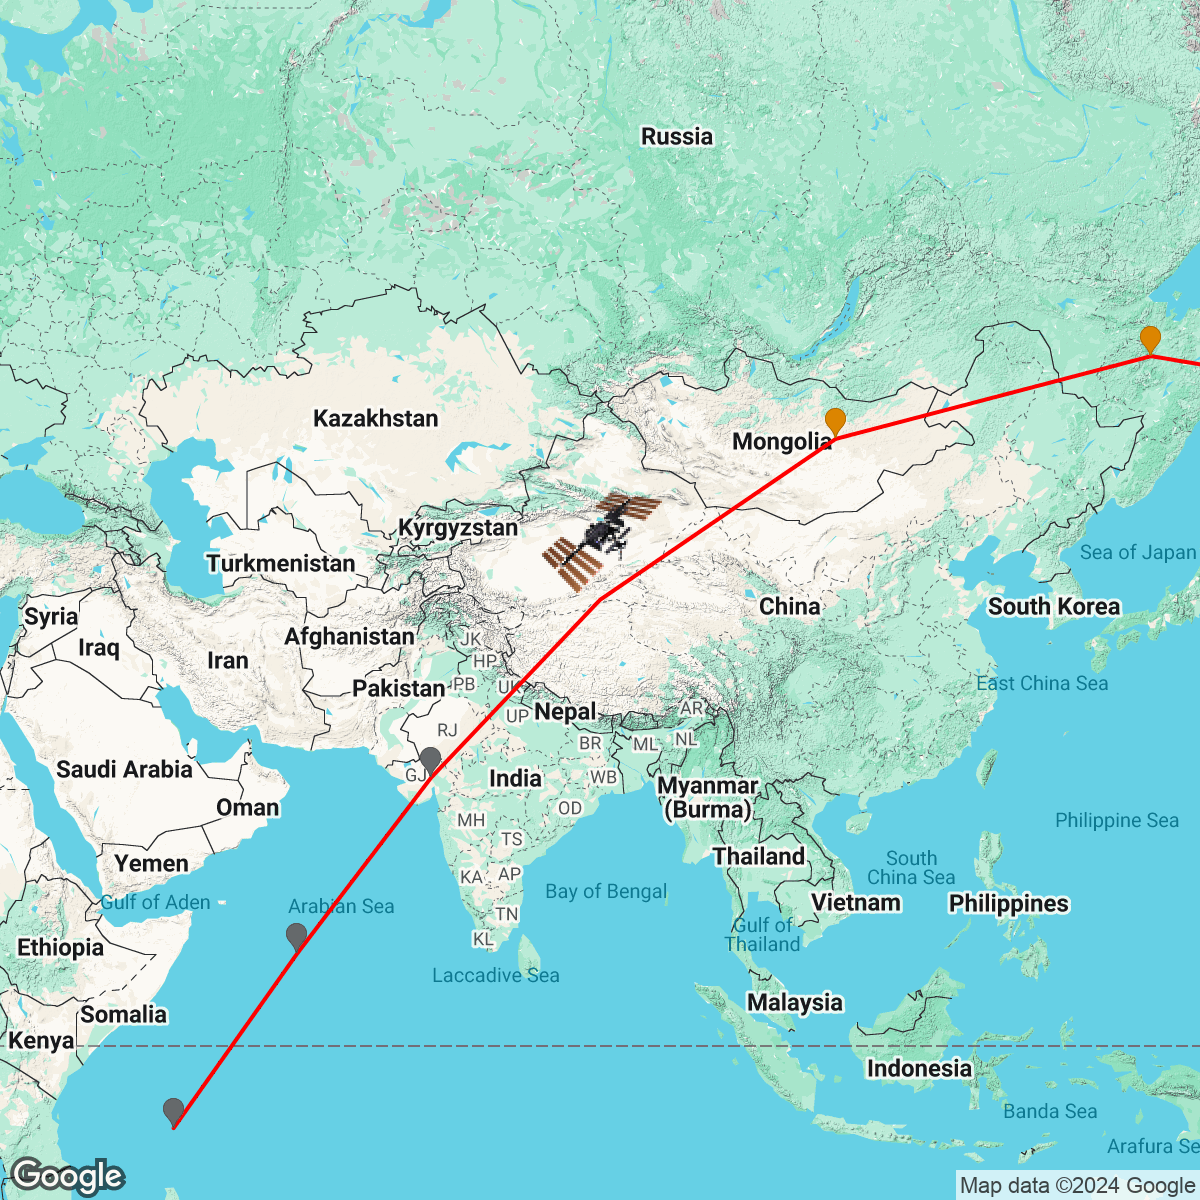 Russia
Kazakhstan
Mongolia
Kyrgyzstan
Sea of Japan
Turkmenistan
China
South Korea
Syria
Afghanistan
JK
Iraq
Iran
HP
PB
Pakistan
UK
East China Sea
Nepal
AR
UP
RJ
BR
ML
NL
Saudi Arabia
GJ
India
WB
Myanmar
(Burma)
Oman
OD
MH
Philippine Sea
TS
Yemen
Thailand
South
China Sea
KA
AP
Bay of Bengal
Gulf of Aden
Arabian Sea
Vietnam
Philippines
TN
Gulf of
Thailand
KL
Ethiopia
Laccadive Sea
Malaysia
Somalia
Kenya
Indonesia
Banda Sea
Arafura Se
Google
Map data ©2024 Google